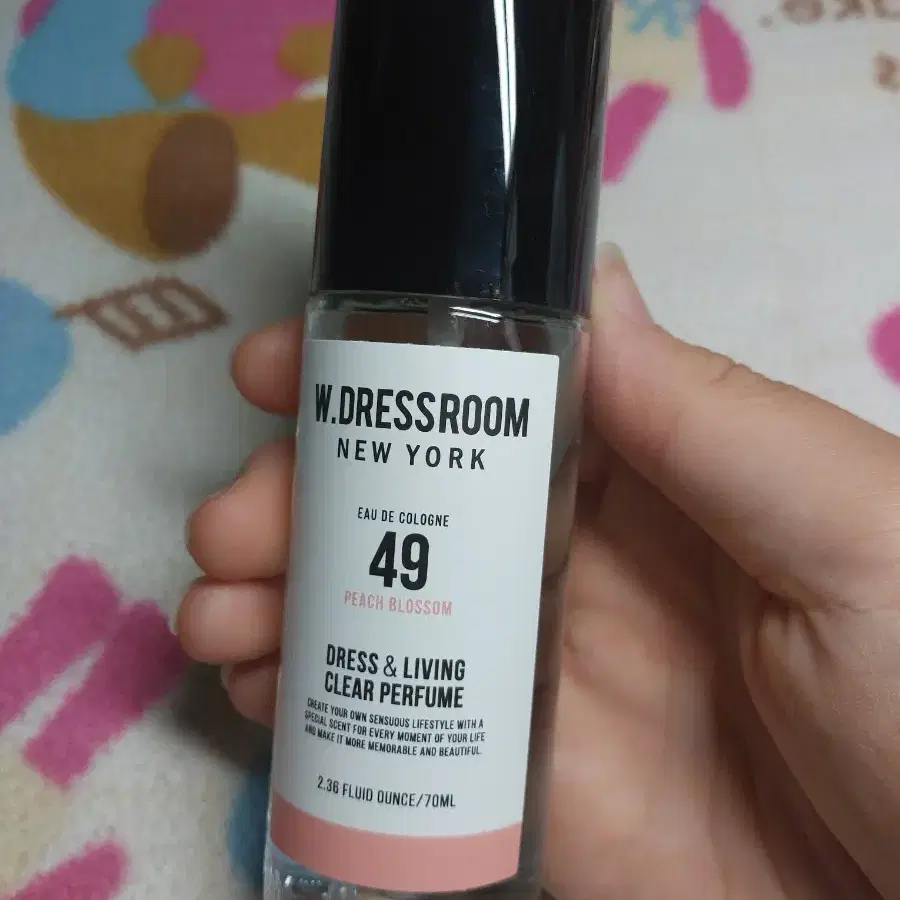 W.DRESSROOM
NEW YORK
EAU DE COLOGNE
49
PEACH BLOSSOM
DRESS & LIVING
CLEAR PERFUME
CREATE YOUR OWN SENSUOUS LIFESTYLE WITH A
SPECIAL SCENT FOR EVERY MOMENT OF YOUR LIFE
AND MAKE IT MORE MEMORABLE AND BEAUTIFUL.
2.36 FLUID OUNCE/70ML